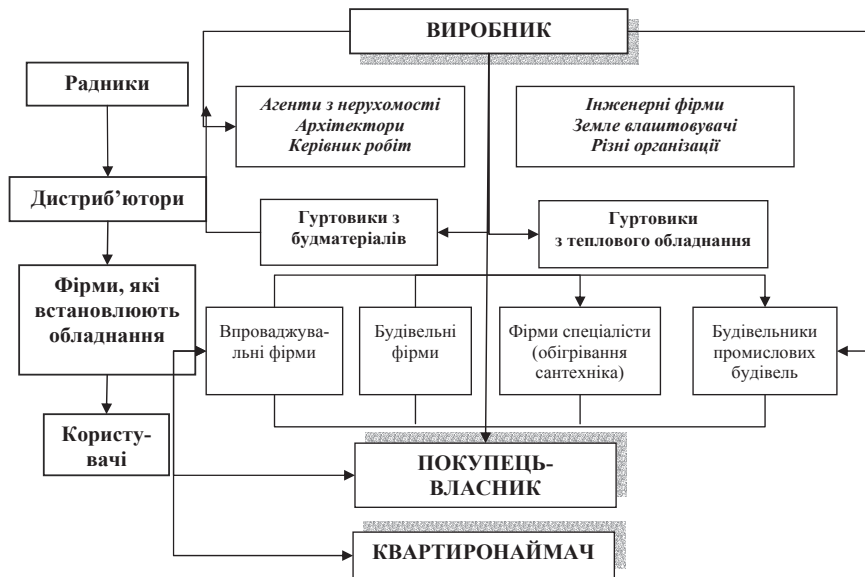 ВИРОБНИК
Радники
Агенти з нерухомості
Архітектори
Керівник робіт
Інженерні фірми
Земле влаштовувачі
Різні організації
Дистриб’ютори
Гуртовики з
будматеріалів
Гуртовики
з теплового обладнання
Фірми, які
встановлюють
обладнання
Впроваджува-
льні фірми
Будівельні
фірми
Фірми спеціалісти
(обігрівання
сантехніка)
Будівельники
промислових
будівель
Користу-
вачі
ПОКУПЕЦЬ-
ВЛАСНИК
КВАРТИРОНАЙМАЧ